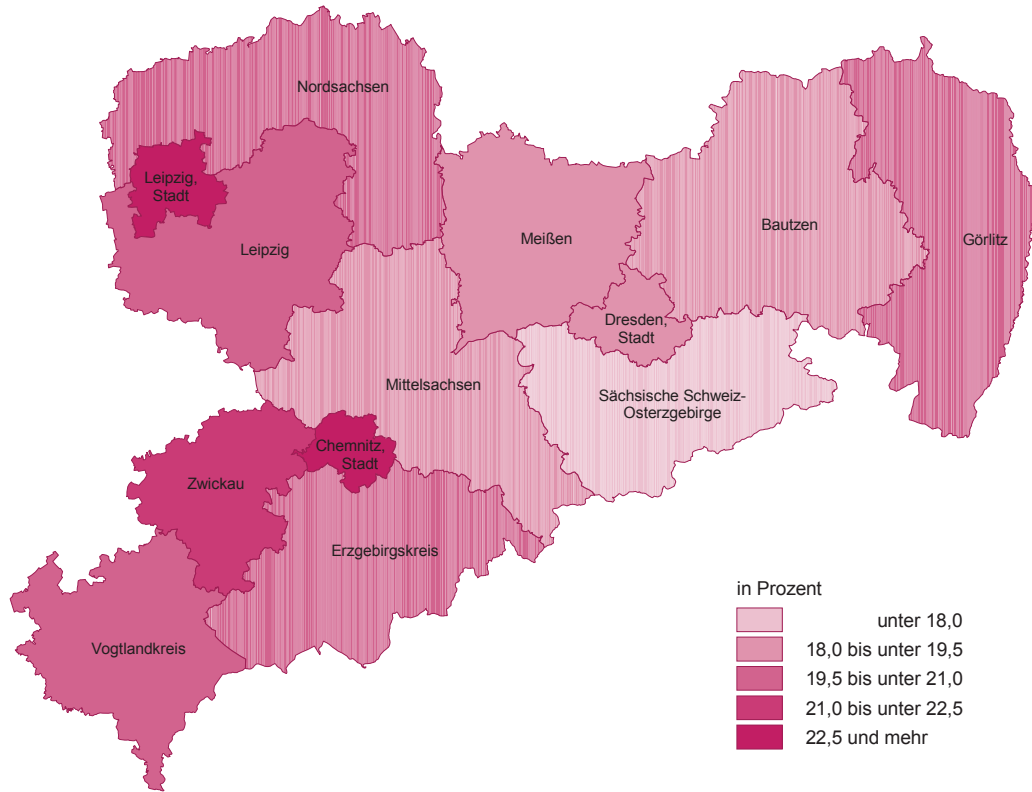 Nordsachsen
Leipzig,
Stadt
Leipzig
Meißen
Bautzen
Görlitz
Dresden,
Stadt
Mittelsachsen
Sächsische Schweiz-
Osterzgebirge
Chemnitz,
Stadt
Zwickau
Erzgebirgskreis
Vogtlandkreis
in Prozent
unter 18,0
18,0 bis unter 19,5
19,5 bis unter 21,0
21,0 bis unter 22,5
22,5 und mehr